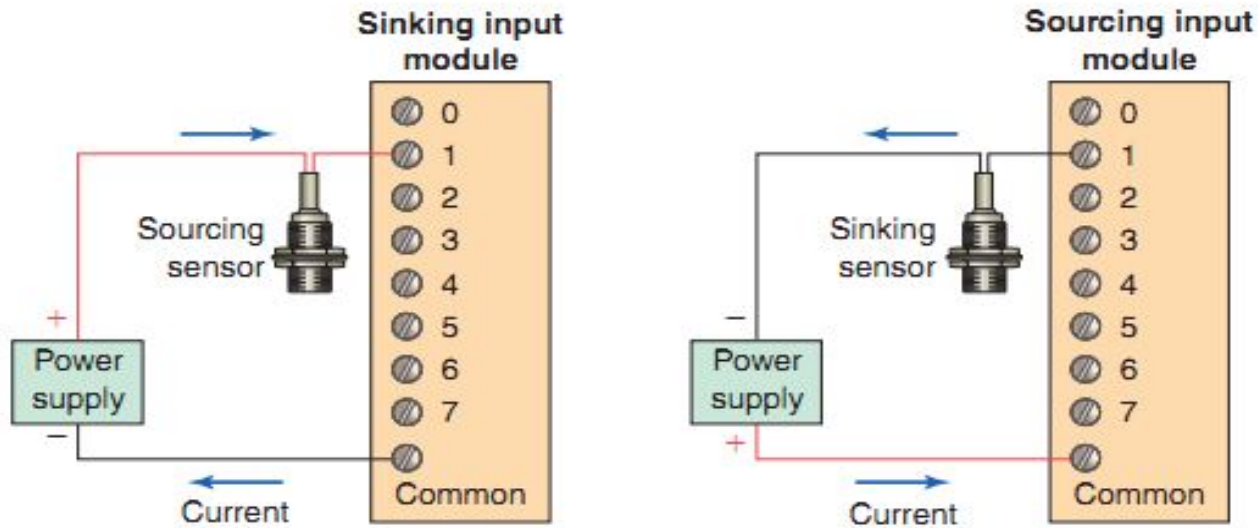 Sinking input
module
0
1
2
3
4
5
6
7
Common
Sourcing
sensor
+
Power
supply
−
Current
Sourcing input
module
0
1
2
3
4
5
6
7
Common
Sinking
sensor
−
Power
supply
+
Current